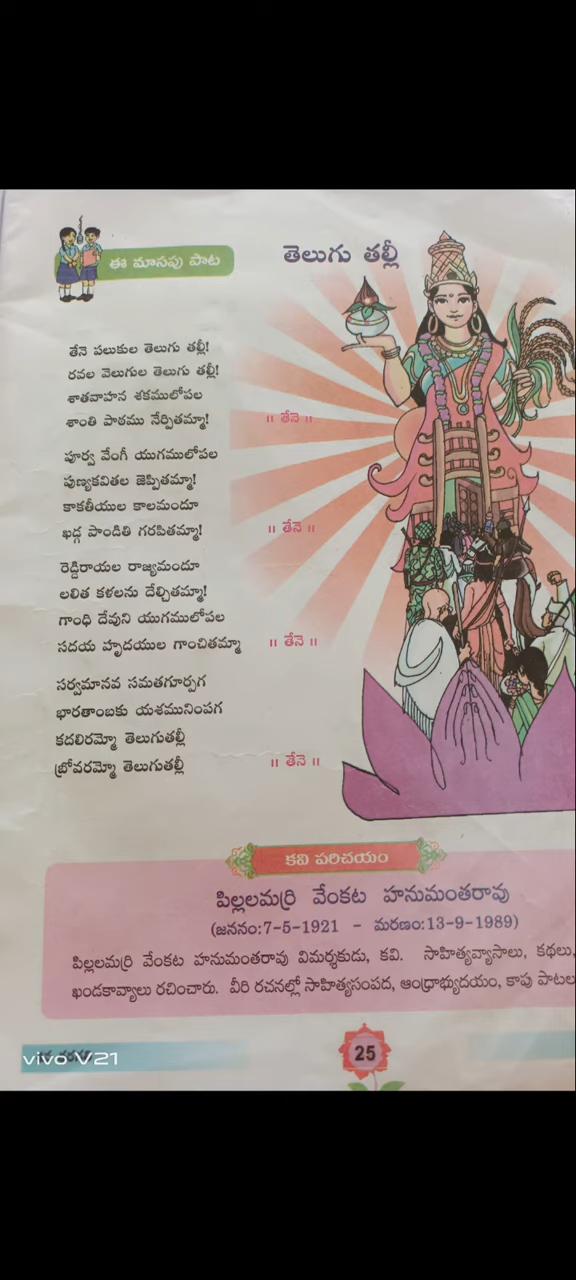 ఈ మాసపు పాట
తెలుగు తల్లీ
తేనె పలుకుల తెలుగు తల్లీ!
రవల వెలుగుల తెలుగు తల్లీ!
శాతవాహన శకములోపల
శాంతి పాఠము నేర్పితమ్మా! ॥ తేనె ॥
పూర్వ వేంగీ యుగములోపల
పుణ్యకవితల జెప్పితమ్మా!
కాకతీయుల కాలమందూ
ఖడ్గ పాండితి గరపితమ్మా! ॥ తేనె ॥
రెడ్డిరాయల రాజ్యమందూ
లలిత కళలను దేల్చితమ్మా!
గాంధి దేవుని యుగములోపల
సదయ హృదయుల గాంచితమ్మా ॥ తేనె ॥
సర్వమానవ సమతగూర్పగ
భారతాంబకు యశమునింపగ
కదలిరమ్మో తెలుగుతల్లీ
బ్రోవరమ్మో తెలుగుతల్లీ ॥ తేనె ॥
కవి పరిచయం
పిల్లలమర్రి వేంకట హనుమంతరావు
(జననం:7-5-1921 - మరణం:13-9-1989)
పిల్లలమర్రి వేంకట హనుమంతరావు విమర్శకుడు, కవి. సాహిత్యవ్యాసాలు, కథలు,
ఖండకావ్యాలు రచించారు. వీరి రచనల్లో సాహిత్యసంపద, ఆంధ్రాభ్యుదయం, కాపు పాటల
vivo V21
25